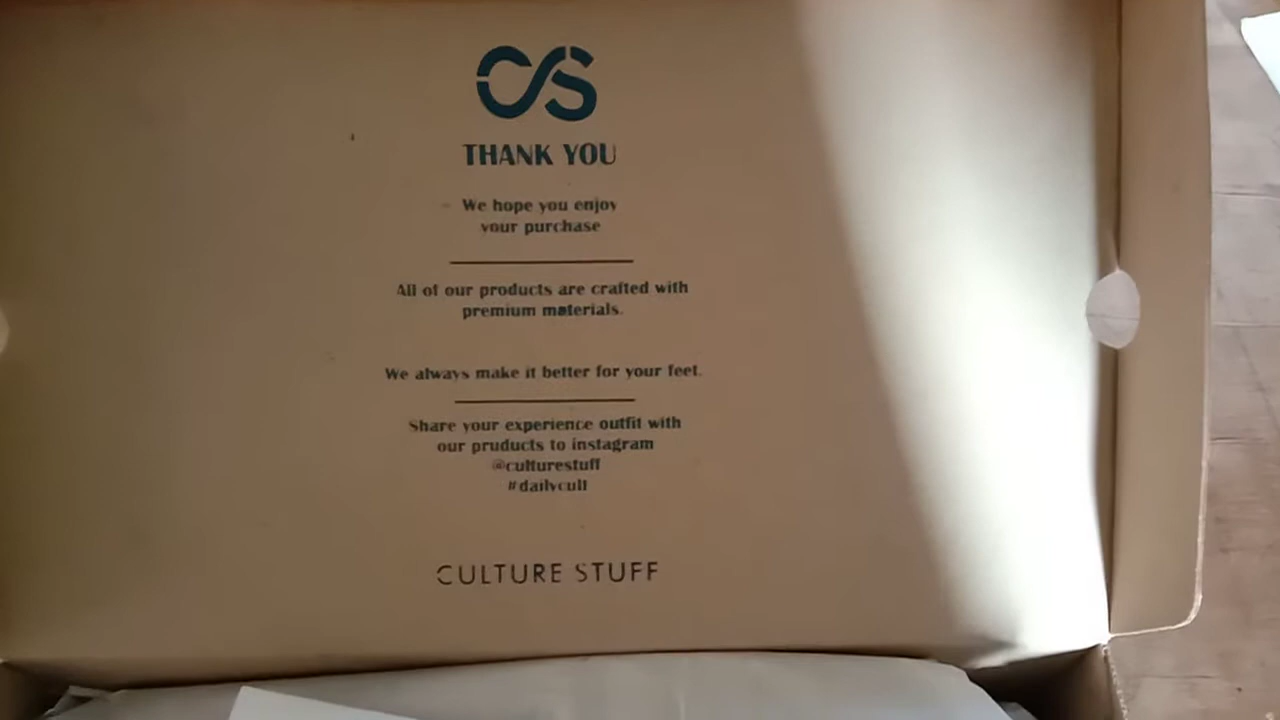 CS
THANK YOU
We hope you enjoy
your purchase
All of our products are crafted with
premium materials.
We always make it better for your feet.
Share your experience outfit with
our pruducts to instagram
@culturestuff
#dailycult
CULTURE STUFF